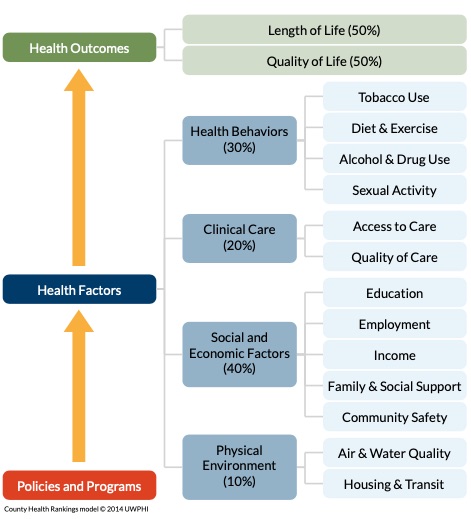 Health Outcomes
Length of Life (50%)
Quality of Life (50%)
Health Factors
Health Behaviors
(30%)
Tobacco Use
Diet & Exercise
Alcohol & Drug Use
Sexual Activity
Clinical Care
(20%)
Access to Care
Quality of Care
Social and
Economic Factors
(40%)
Education
Employment
Income
Family & Social Support
Community Safety
Physical
Environment
(10%)
Air & Water Quality
Housing & Transit
Policies and Programs
County Health Rankings model © 2014 UWPHI